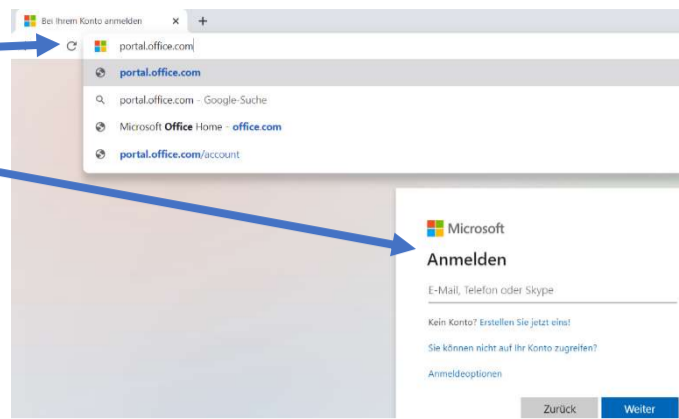 Bei Ihrem Konto anmelden
portal.office.com
portal.office.com
portal.office.com - Google-Suche
Microsoft Office Home - office.com
portal.office.com/account
Microsoft
Anmelden
E-Mail, Telefon oder Skype
Kein Konto? Erstellen Sie jetzt eins!
Sie können nicht auf Ihr Konto zugreifen?
Anmeldeoptionen
Zurück Weiter